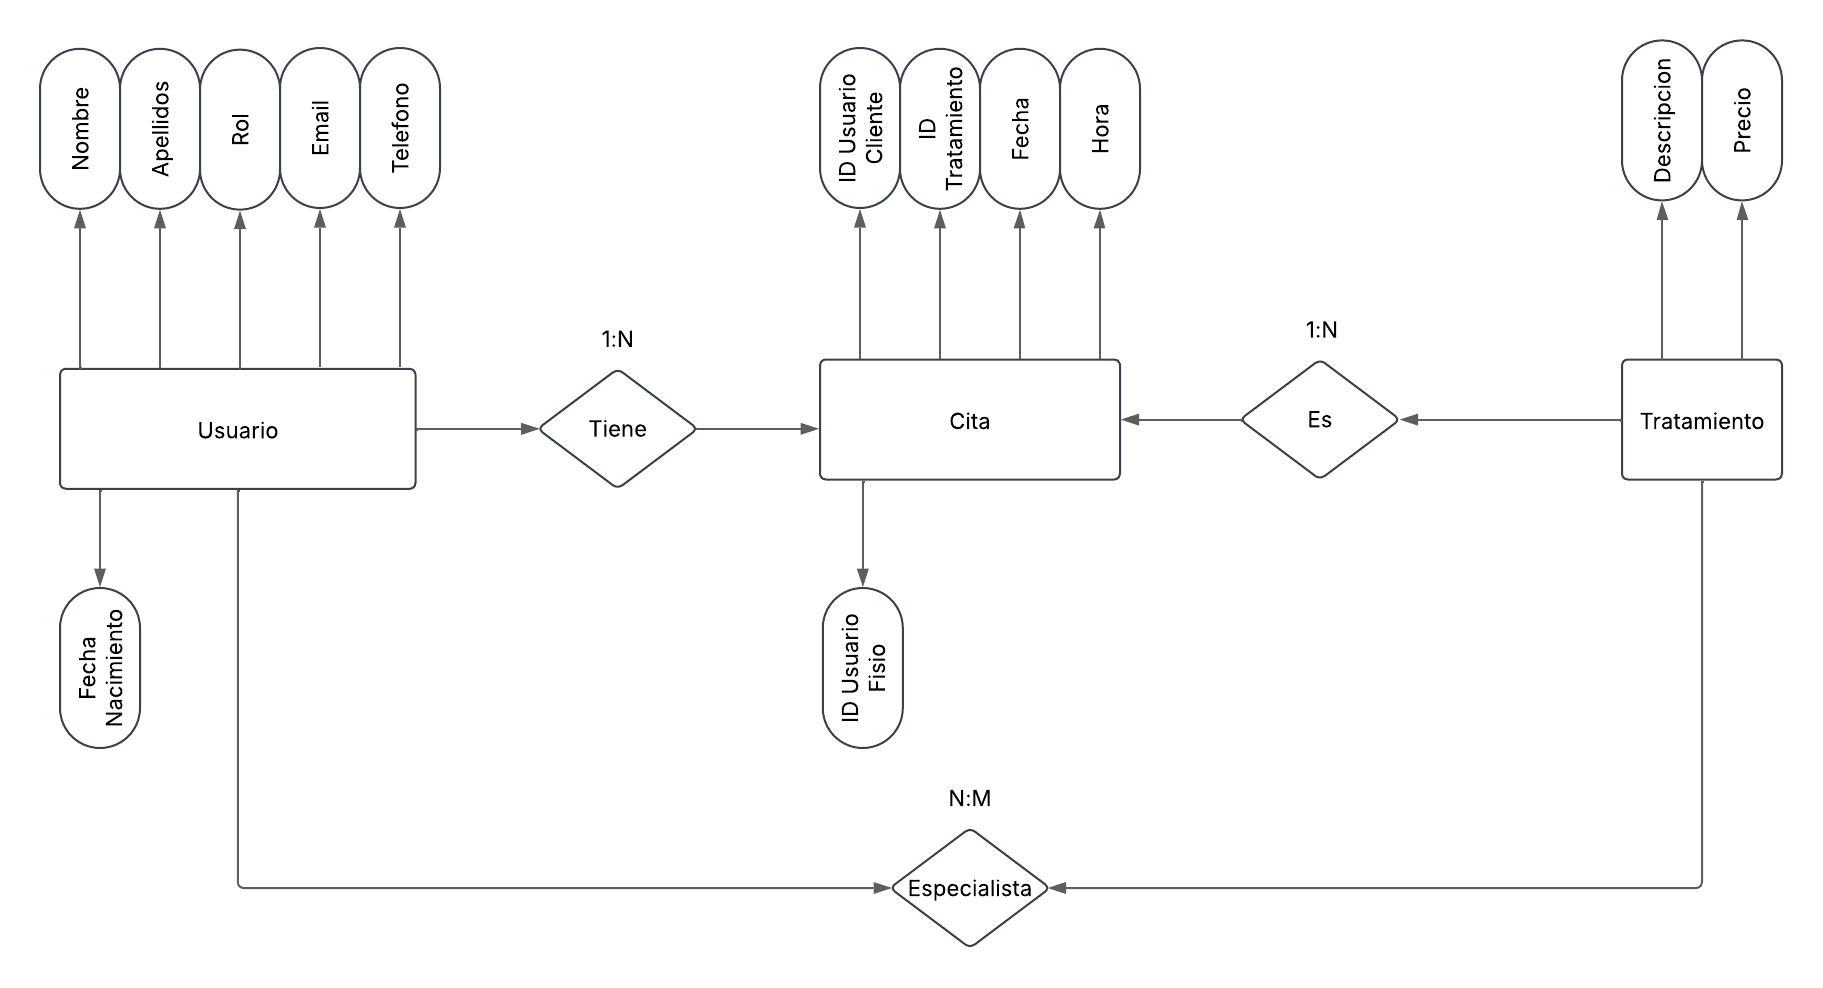 Nombre
Apellidos
Rol
Email
Telefono
ID Usuario
Cliente
ID
Tratamiento
Fecha
Hora
Descripcion
Precio
1:N
1:N
Usuario
Tiene
Cita
Es
Tratamiento
Fecha
Nacimiento
ID Usuario
Fisio
N:M
Especialista